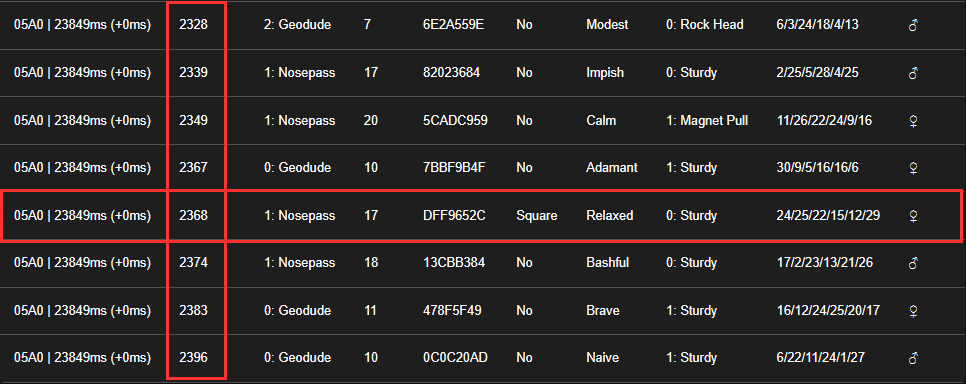 05A0 | 23849ms (+0ms) 2328 2: Geodude 7 6E2A559E No Modest 0: Rock Head 6/3/24/18/4/13 ♂
05A0 | 23849ms (+0ms) 2339 1: Nosepass 17 82023684 No Impish 0: Sturdy 2/25/5/28/4/25 ♂
05A0 | 23849ms (+0ms) 2349 1: Nosepass 20 5CADC959 No Calm 1: Magnet Pull 11/26/22/24/9/16 ♀
05A0 | 23849ms (+0ms) 2367 0: Geodude 10 7BBF9B4F No Adamant 1: Sturdy 30/9/5/16/16/6 ♀
05A0 | 23849ms (+0ms) 2368 1: Nosepass 17 DFF9652C Square Relaxed 0: Sturdy 24/25/22/15/12/29 ♀
05A0 | 23849ms (+0ms) 2374 1: Nosepass 18 13CBB384 No Bashful 0: Sturdy 17/2/23/13/21/26 ♂
05A0 | 23849ms (+0ms) 2383 0: Geodude 11 478F5F49 No Brave 1: Sturdy 16/12/24/25/20/17 ♀
05A0 | 23849ms (+0ms) 2396 0: Geodude 10 0C0C20AD No Naive 1: Sturdy 6/22/11/24/1/27 ♂